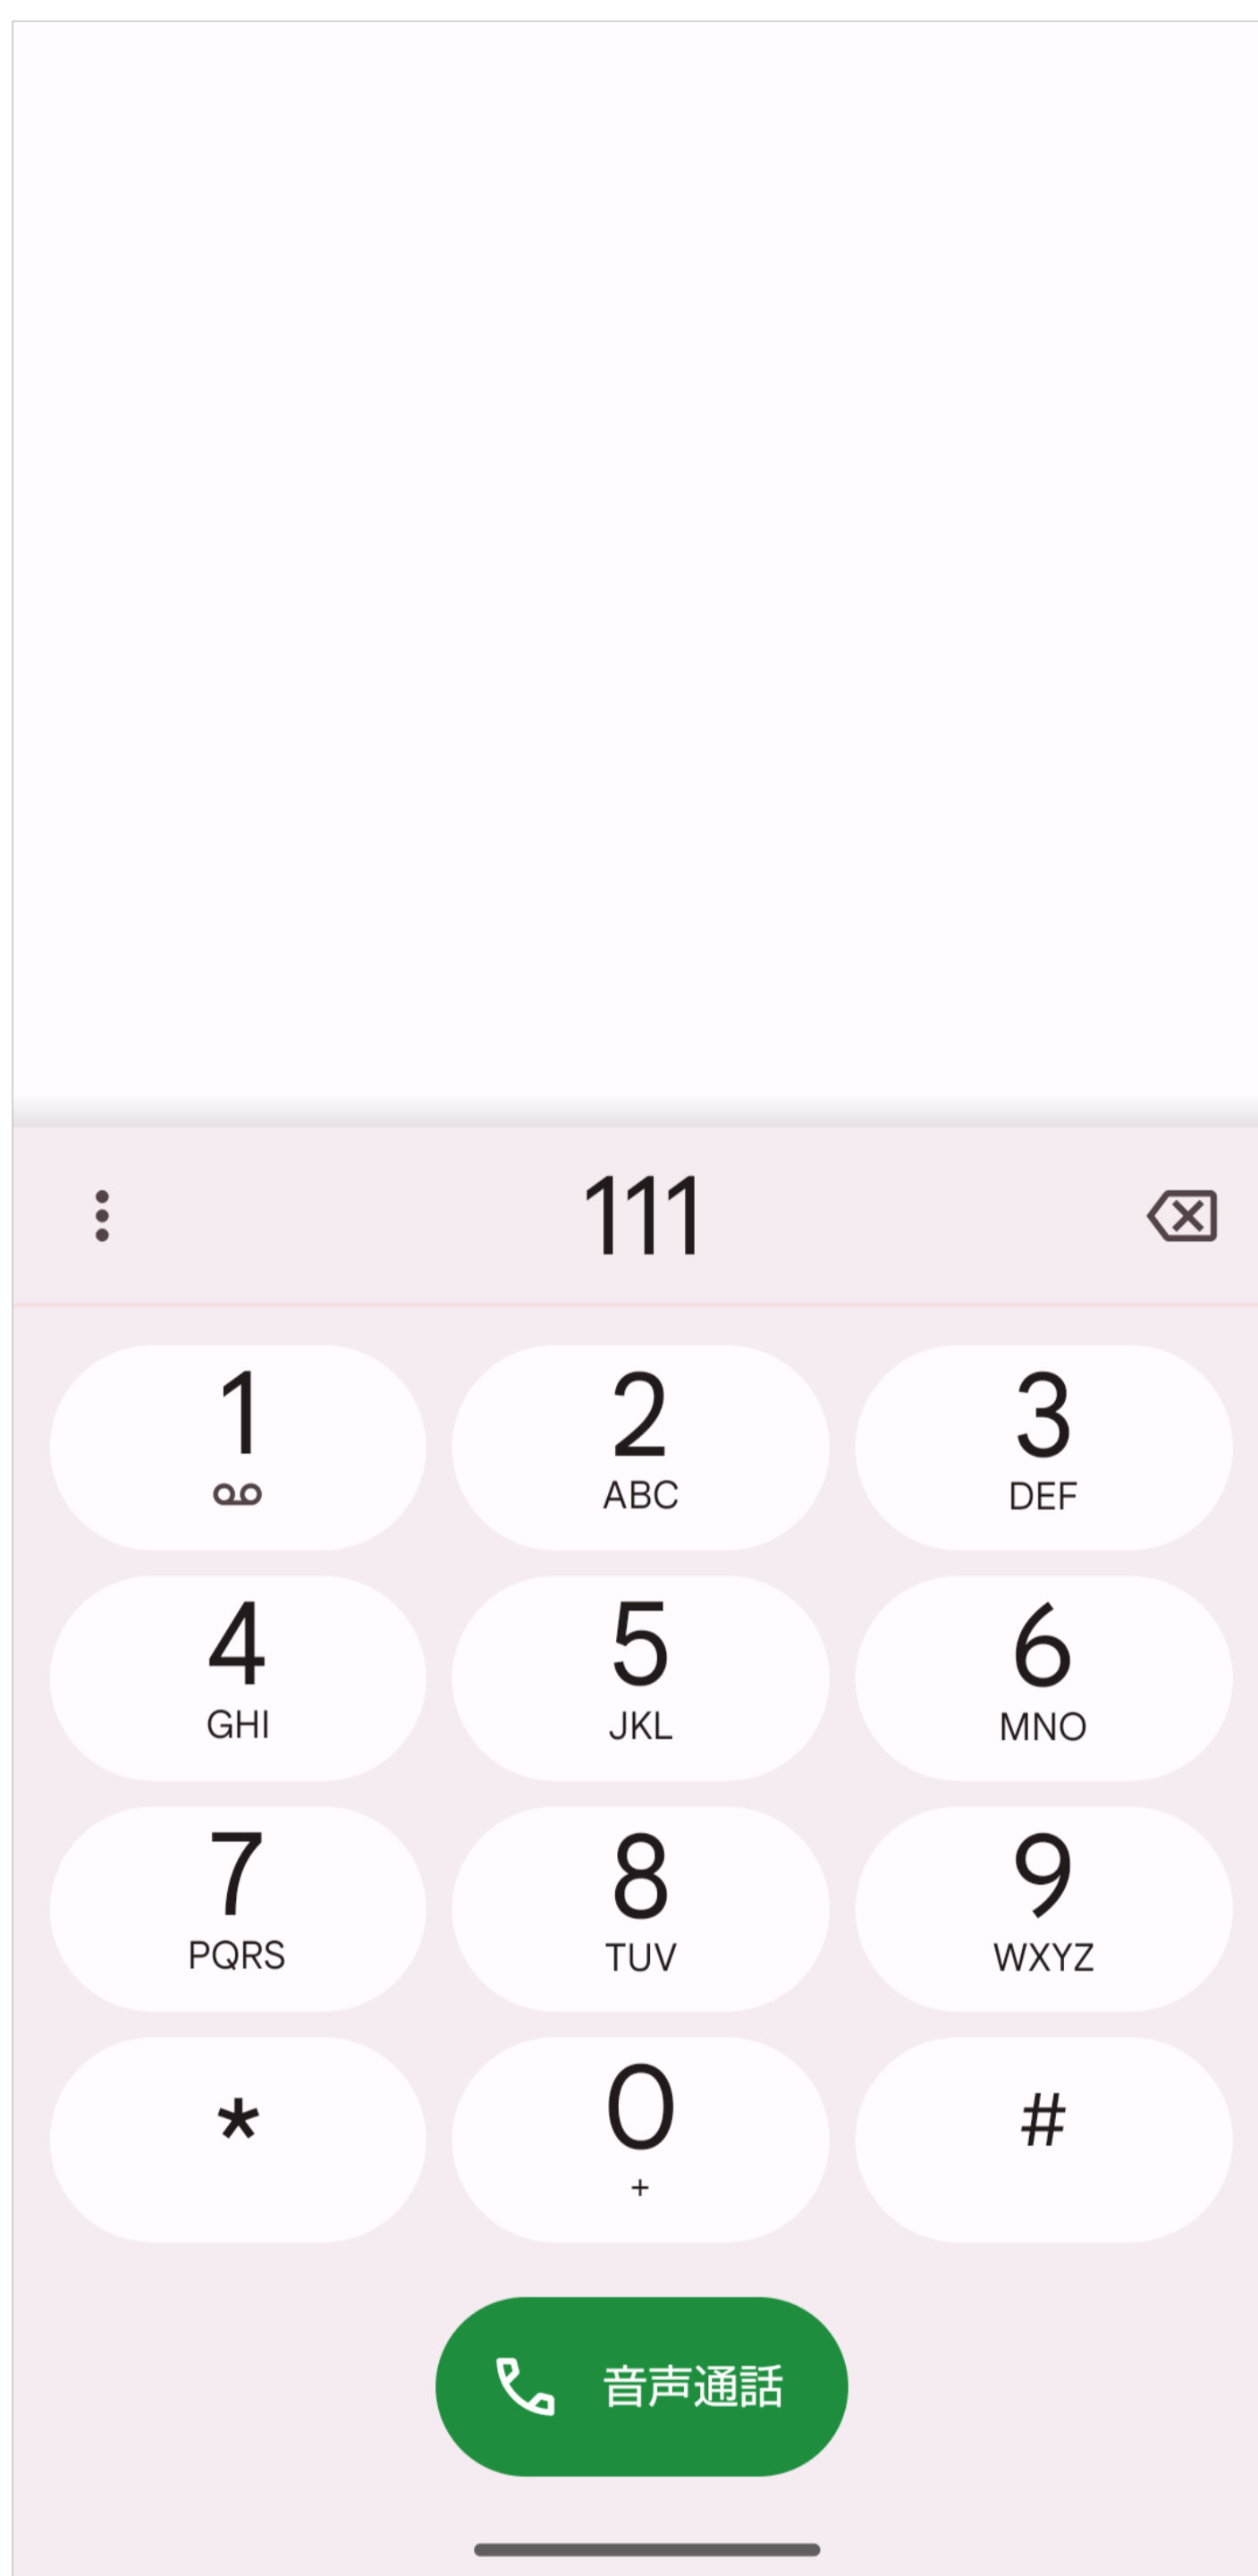 111
1 2 3
ABC DEF
4 5 6
GHI JKL MNO
7 8 9
PQRS TUV WXYZ
* 0 #
+
音声通話